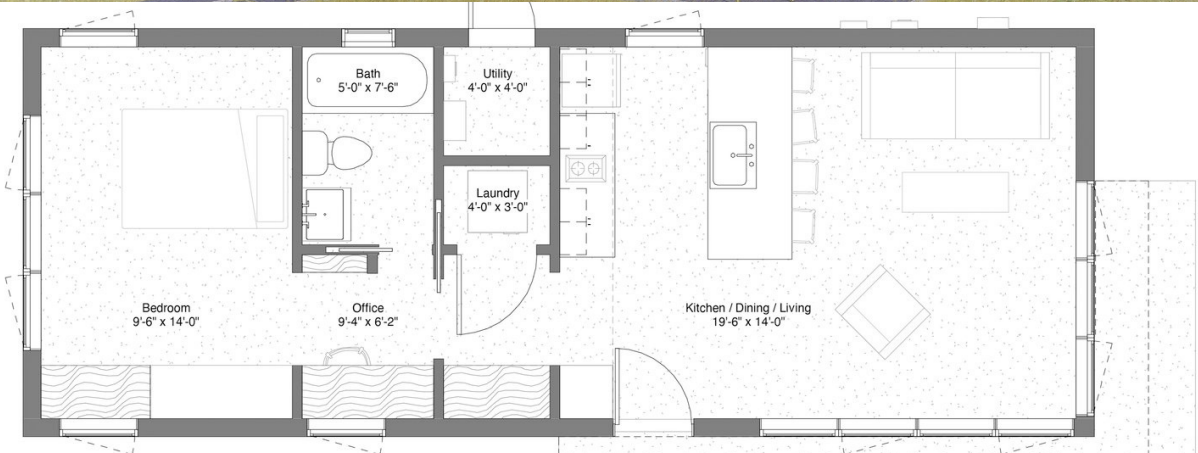 Bath
5'-0" x 7'-6"
Utility
4'-0" x 4'-0"
Laundry
4'-0" x 3'-0"
Bedroom
9'-6" x 14'-0"
Office
9'-4" x 6'-2"
Kitchen / Dining / Living
19'-6" x 14'-0"